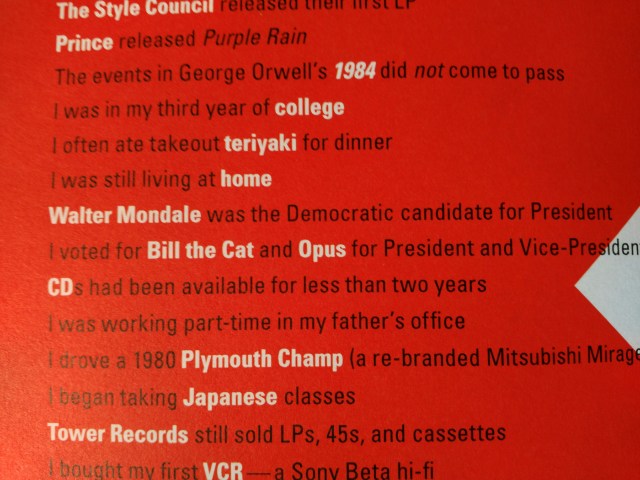 The Style Council released their first LP
Prince released Purple Rain
The events in George Orwell's 1984 did not come to pass
I was in my third year of college
I often ate takeout teriyaki for dinner
I was still living at home
Walter Mondale was the Democratic candidate for President
I voted for Bill the Cat and Opus for President and Vice-Presiden
CDs had been available for less than two years
I was working part-time in my father's office
I drove a 1980 Plymouth Champ (a re-branded Mitsubishi Mirage
I began taking Japanese classes
Tower Records still sold LPs, 45s, and cassettes
I bought my first VCR—a Sony Beta hi-fi